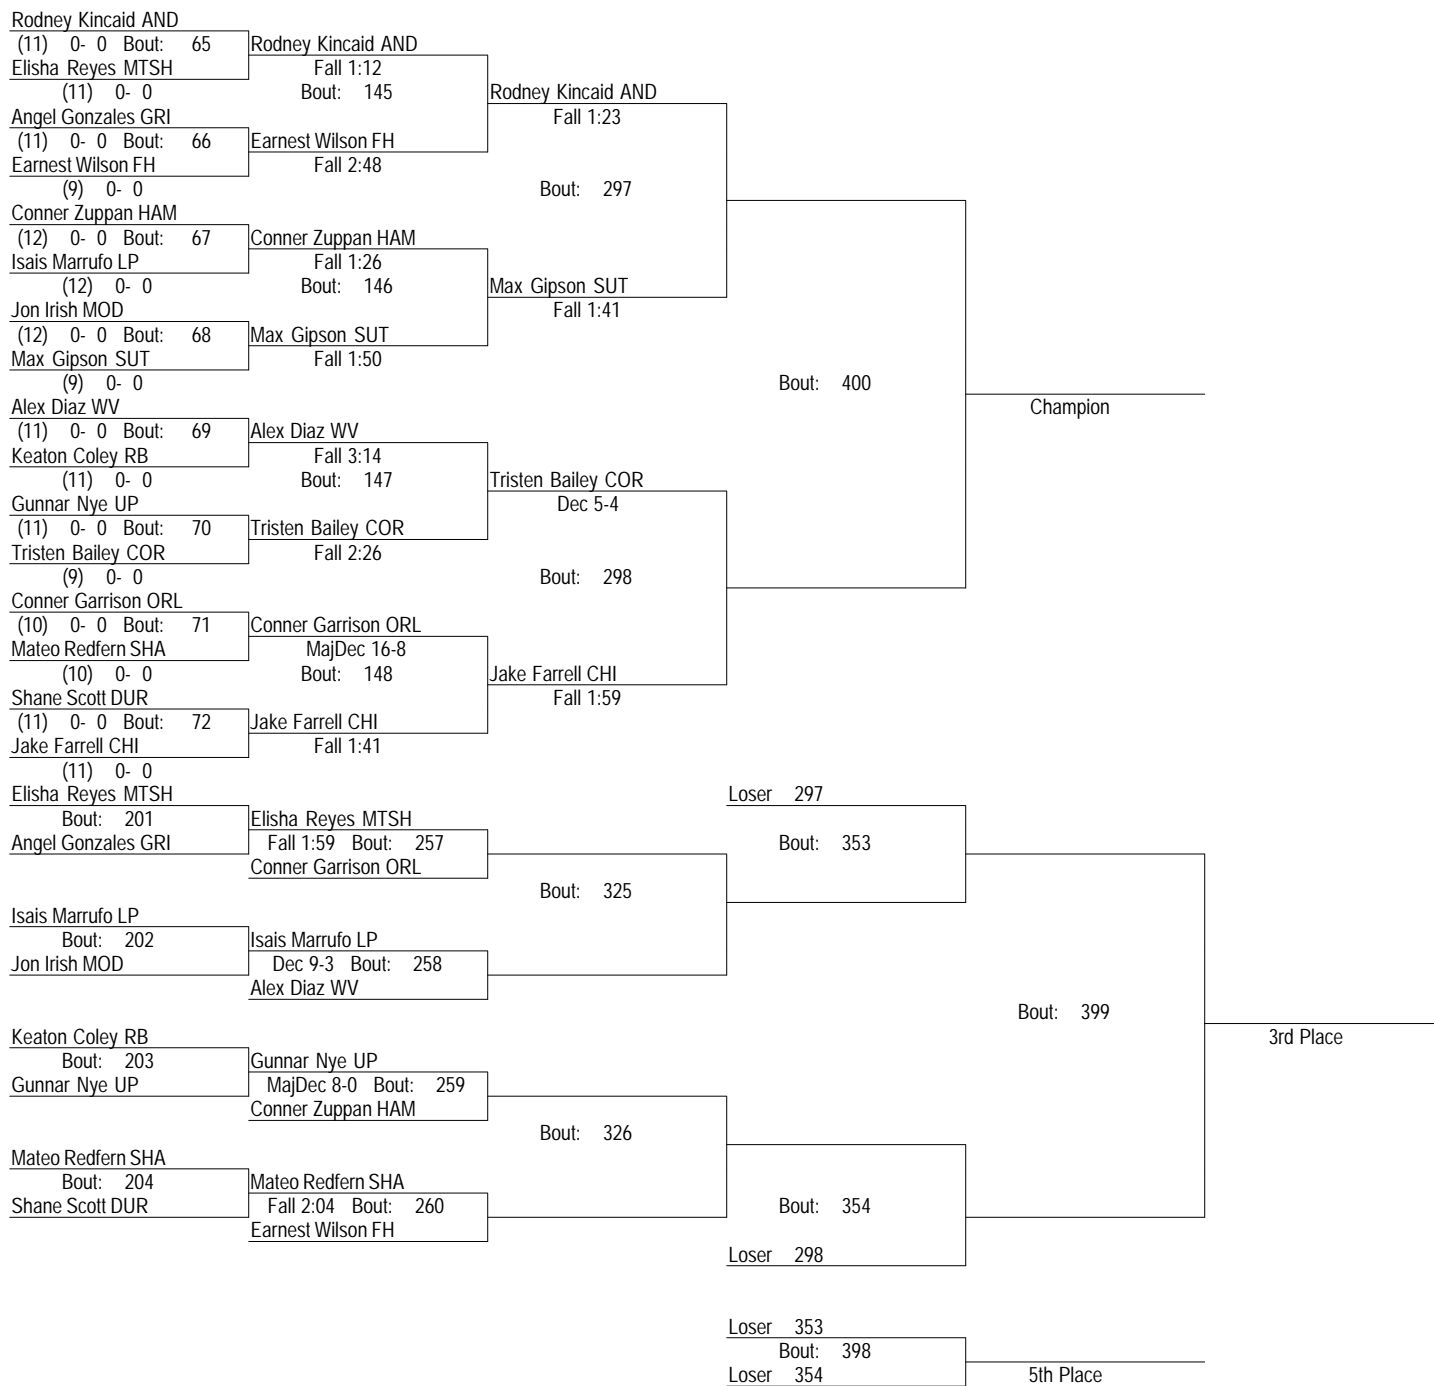 Rodney Kincaid AND
(11) 0- 0 Bout: 65 Rodney Kincaid AND
Elisha Reyes MTSH Fall 1:12
(11) 0- 0 Bout: 145 Rodney Kincaid AND
Angel Gonzales GRI Fall 1:23
(11) 0- 0 Bout: 66 Earnest Wilson FH
Earnest Wilson FH Fall 2:48
(9) 0- 0 Bout: 297
Conner Zuppan HAM
(12) 0- 0 Bout: 67 Conner Zuppan HAM
Isais Marrufo LP Fall 1:26
(12) 0- 0 Bout: 146 Max Gipson SUT
Jon Irish MOD Fall 1:41
(12) 0- 0 Bout: 68 Max Gipson SUT
Max Gipson SUT Fall 1:50
(9) 0- 0 Bout: 400
Alex Diaz WV Champion
(11) 0- 0 Bout: 69 Alex Diaz WV
Keaton Coley RB Fall 3:14
(11) 0- 0 Bout: 147 Tristen Bailey COR
Gunnar Nye UP Dec 5-4
(11) 0- 0 Bout: 70 Tristen Bailey COR
Tristen Bailey COR Fall 2:26
(9) 0- 0 Bout: 298
Conner Garrison ORL
(10) 0- 0 Bout: 71 Conner Garrison ORL
Mateo Redfern SHA MajDec 16-8
(10) 0- 0 Bout: 148 Jake Farrell CHI
Shane Scott DUR Fall 1:59
(11) 0- 0 Bout: 72 Jake Farrell CHI
Jake Farrell CHI Fall 1:41
(11) 0- 0
Elisha Reyes MTSH Loser 297
Bout: 201 Elisha Reyes MTSH
Angel Gonzales GRI Fall 1:59 Bout: 257 Bout: 353
Conner Garrison ORL
Bout: 325
Isais Marrufo LP
Bout: 202 Isais Marrufo LP
Jon Irish MOD Dec 9-3 Bout: 258
Alex Diaz WV
Bout: 399
Keaton Coley RB 3rd Place
Bout: 203 Gunnar Nye UP
Gunnar Nye UP MajDec 8-0 Bout: 259
Conner Zuppan HAM
Bout: 326
Mateo Redfern SHA
Bout: 204 Mateo Redfern SHA
Shane Scott DUR Fall 2:04 Bout: 260 Bout: 354
Earnest Wilson FH
Loser 298
Loser 353
Bout: 398
Loser 354 5th Place